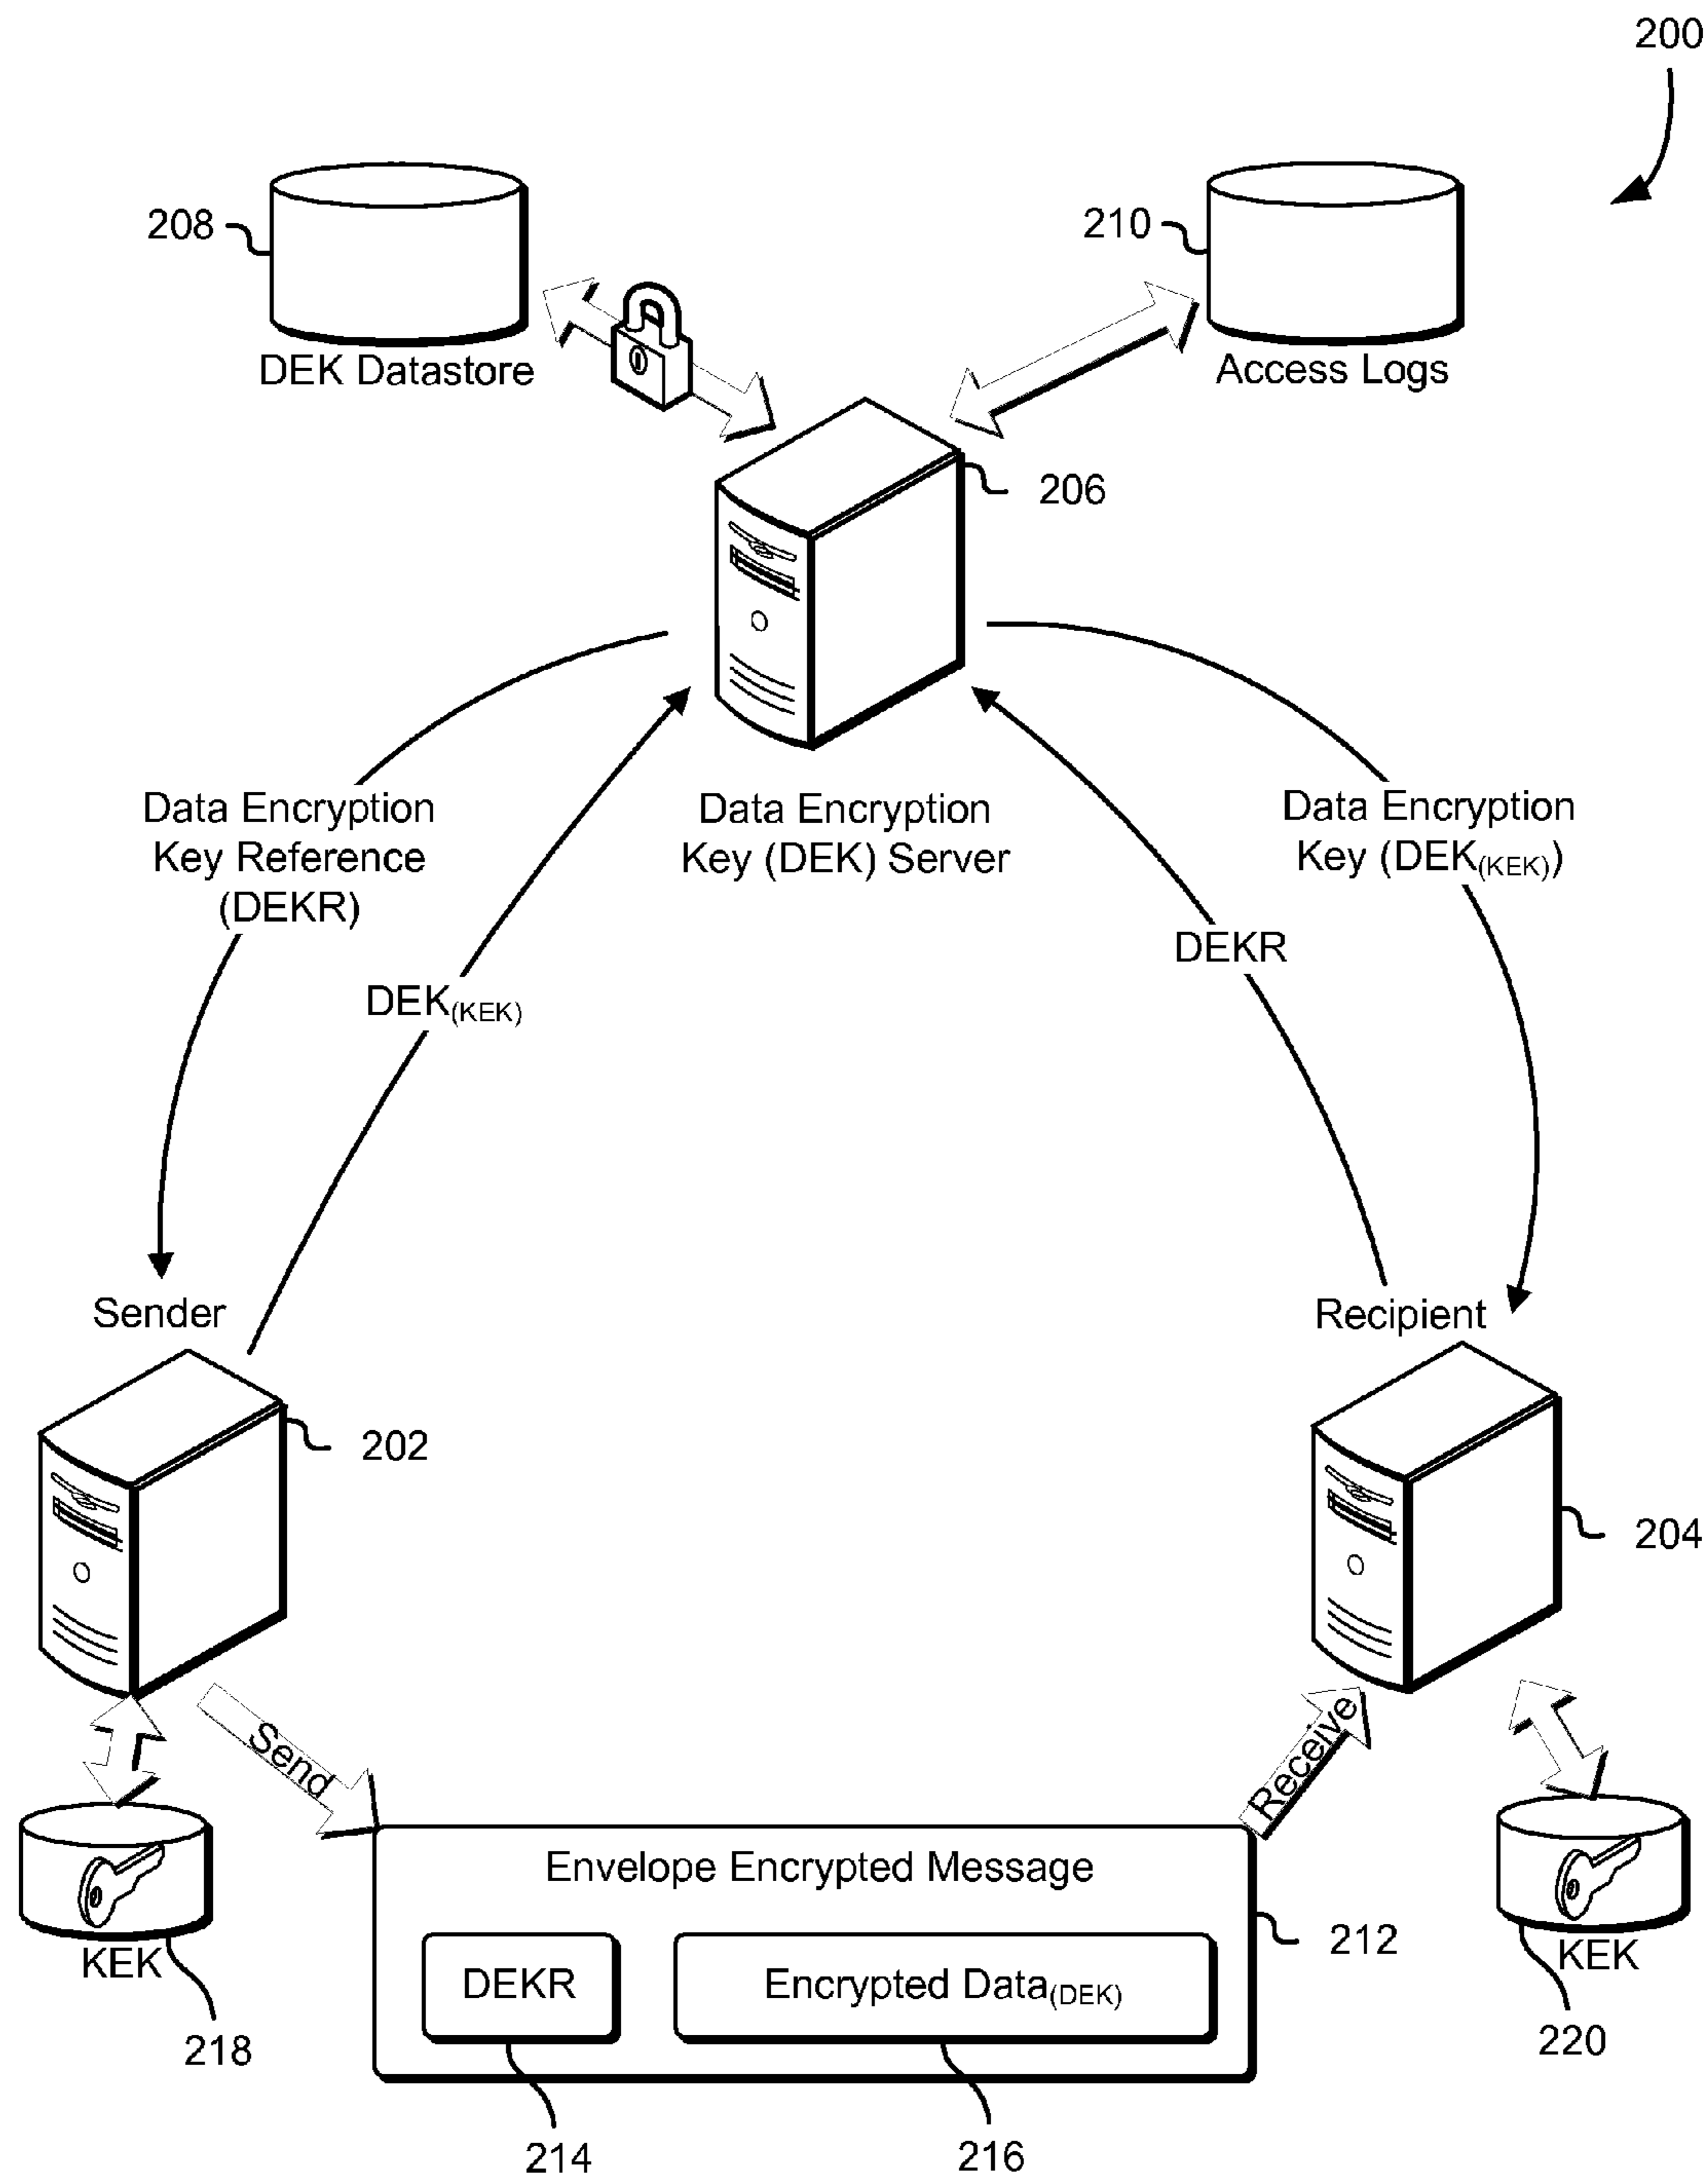 200
208
210
DEK Datastore
Access Logs
206
Data Encryption
Key Reference
(DEKR)
Data Encryption
Key (DEK) Server
Data Encryption
Key (DEK(KEK))
DEKR
DEK(KEK)
Sender
Recipient
202
204
Send
Receive
Envelope Encrypted Message
212
KEK
KEK
DEKR
Encrypted Data(DEK)
218
220
214
216